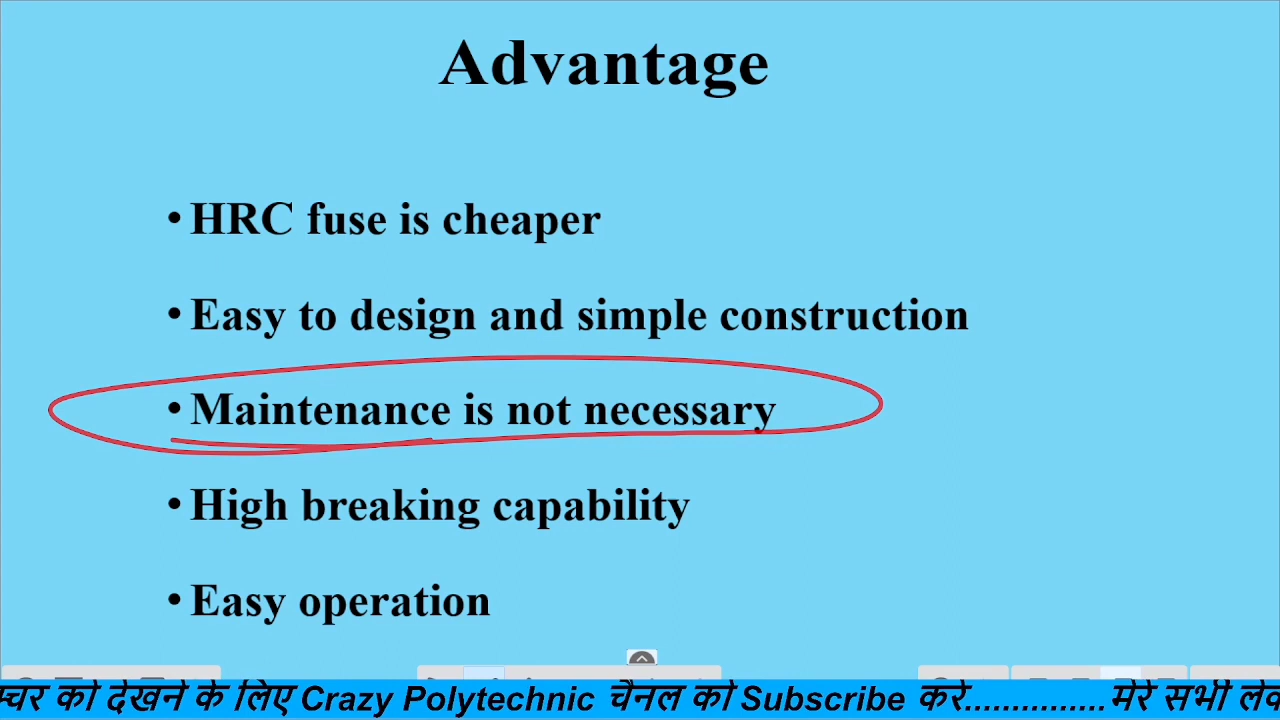 Advantage
• HRC fuse is cheaper
• Easy to design and simple construction
• Maintenance is not necessary
• High breaking capability
• Easy operation
को देखने के लिए Crazy Polytechnic चैनल को Subscribe करे...............मेरे सभी